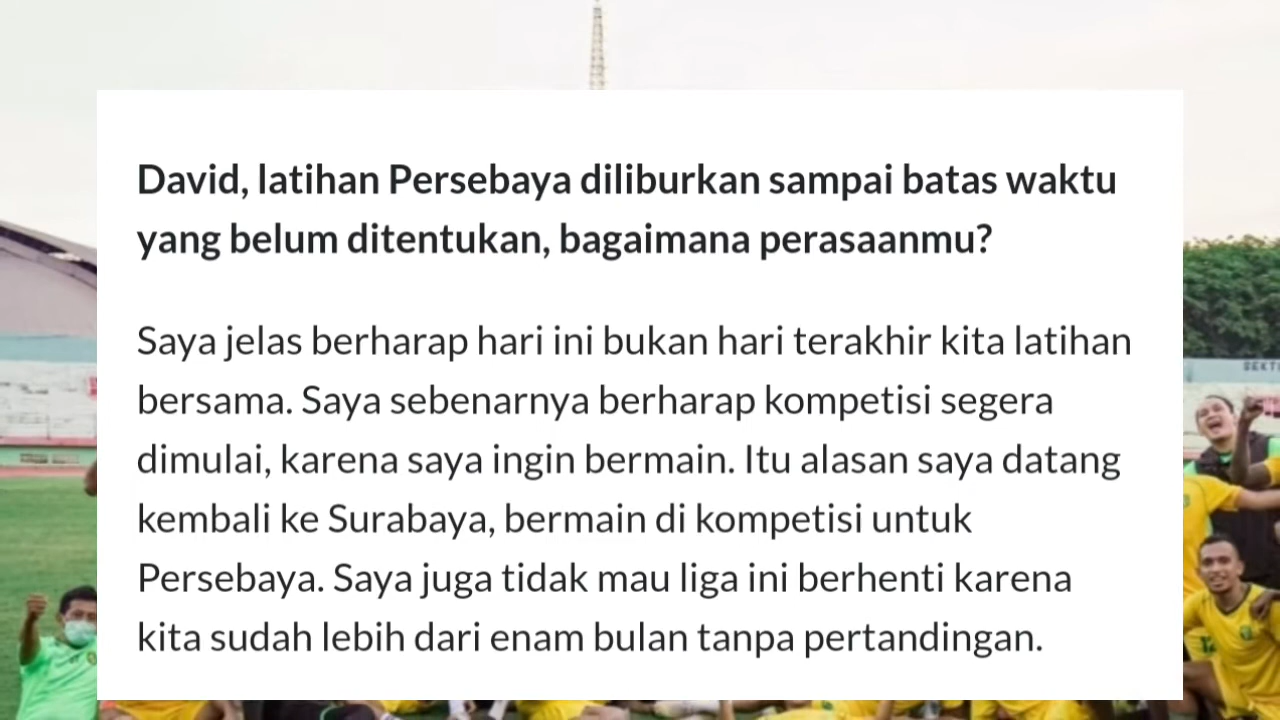 David, latihan Persebaya diliburkan sampai batas waktu
yang belum ditentukan, bagaimana perasaanmu?
Saya jelas berharap hari ini bukan hari terakhir kita latihan
bersama. Saya sebenarnya berharap kompetisi segera
dimulai, karena saya ingin bermain. Itu alasan saya datang
kembali ke Surabaya, bermain di kompetisi untuk
Persebaya. Saya juga tidak mau liga ini berhenti karena
kita sudah lebih dari enam bulan tanpa pertandingan.